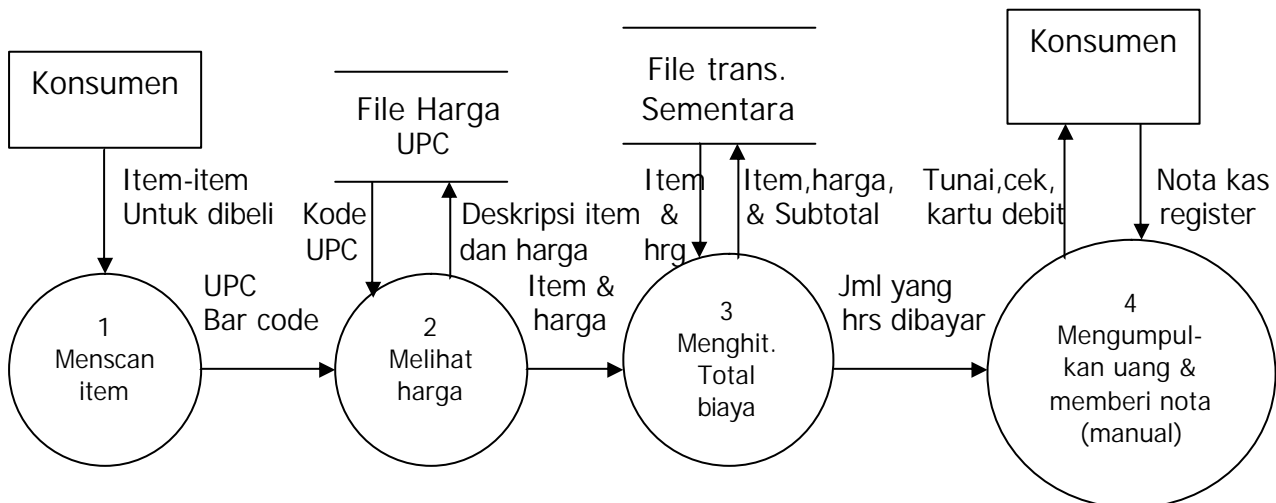 Konsumen
Item-item
Untuk dibeli
1
Menscan
item
UPC
Bar code
File Harga
UPC
Kode
UPC
Deskripsi item
dan harga
2
Melihat
harga
Item &
harga
File trans.
Sementara
Item
&
hrg
Item,harga,
& Subtotal
3
Menghit.
Total
biaya
Jml yang
hrs dibayar
Konsumen
Tunai,cek,
kartu debit
Nota kas
register
4
Mengumpul-
kan uang &
memberi nota
(manual)